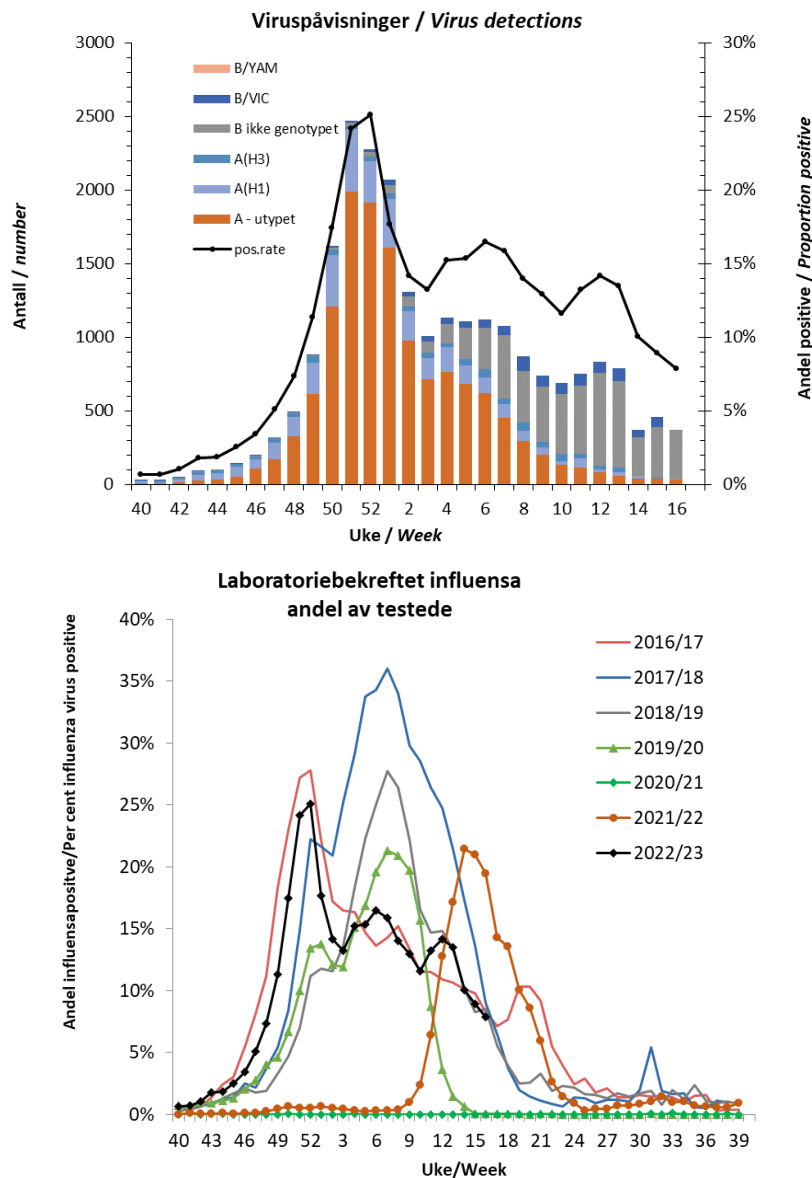 Viruspåvisninger / Virus detections
3000
2500
2000
1500
1000
500
0
Antall / number
B/YAM
B/VIC
B ikke genotypet
A(H3)
A(H1)
A - utypet
pos.rate
30%
25%
20%
15%
10%
5%
0%
Andel positive / Proportion positive
40 42 44 46 48 50 52 2 4 6 8 10 12 14 16
Uke / Week
Laboratoriebekreftet influensa
andel av testede
40%
35%
30%
25%
20%
15%
10%
5%
0%
Andel influensapositve/Per cent influenza virus positive
2016/17
2017/18
2018/19
2019/20
2020/21
2021/22
2022/23
40 43 46 49 52 3 6 9 12 15 18 21 24 27 30 33 36 39
Uke/Week